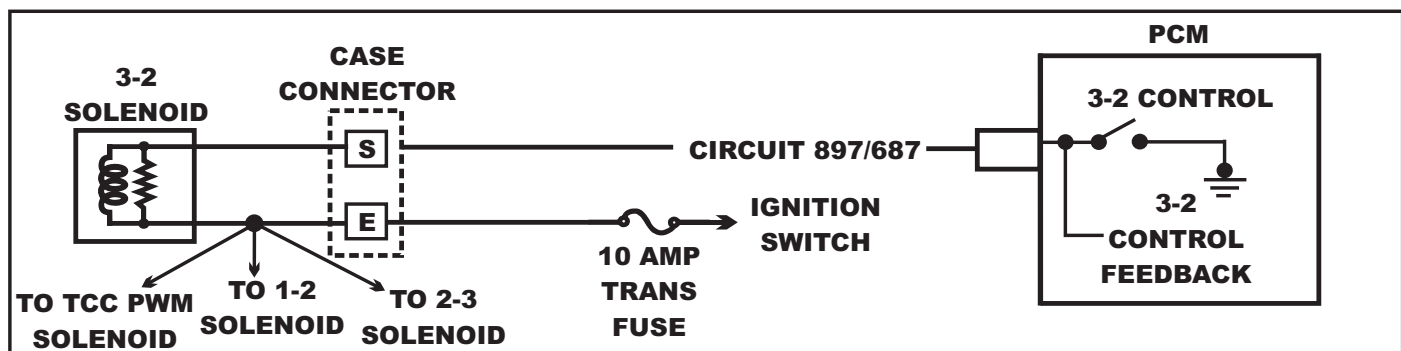 PCM
CASE
CONNECTOR
3-2
SOLENOID
3-2 CONTROL
S
CIRCUIT 897/687
E
IGNITION
SWITCH
3-2
CONTROL
FEEDBACK
10 AMP
TRANS
FUSE
TO TCC PWM
SOLENOID
TO 1-2
SOLENOID
TO 2-3
SOLENOID